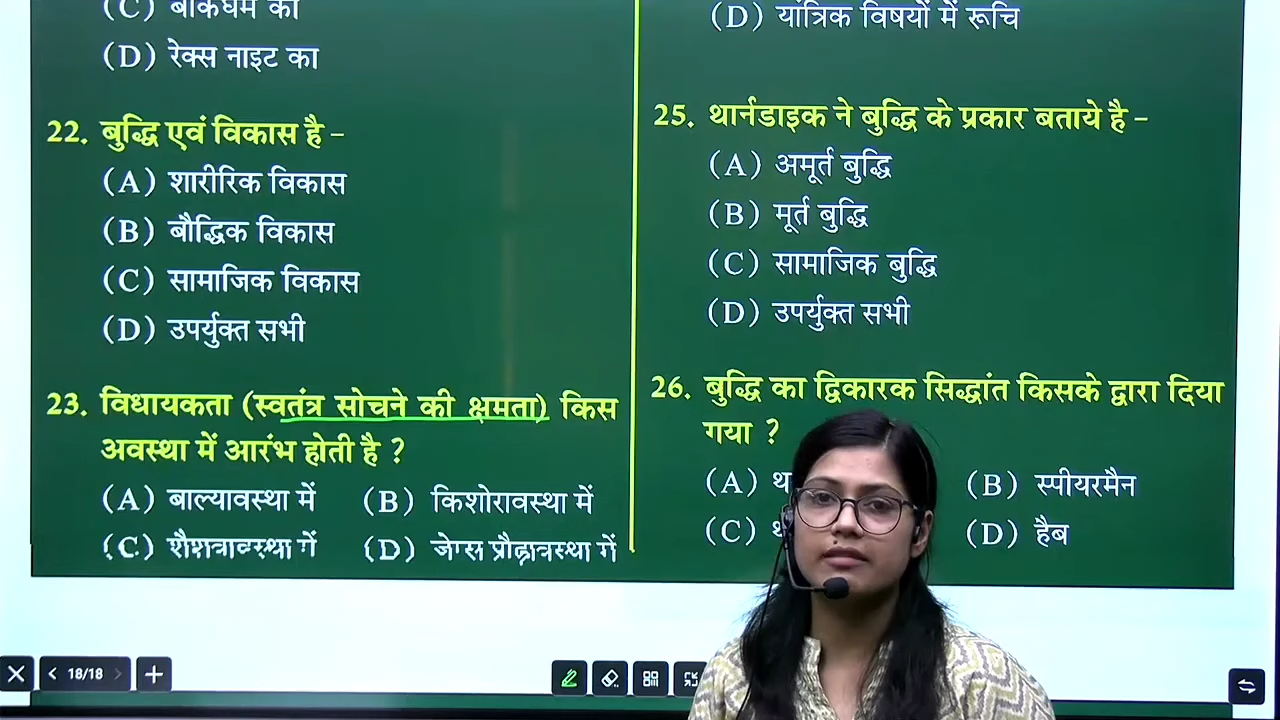 (D) रेक्स नाइट का
22. बुद्धि एवं विकास है –
(A) शारीरिक विकास
(B) बौद्धिक विकास
(C) सामाजिक विकास
(D) उपर्युक्त सभी
23. विधायकता (स्वतंत्र सोचने की क्षमता) किस
अवस्था में आरंभ होती है ?
(A) बाल्यावस्था में (B) किशोरावस्था में
(C) (D)
(D) यांत्रिक विषयों में रूचि
25. थार्नडाइक ने बुद्धि के प्रकार बताये है –
(A) अमूर्त बुद्धि
(B) मूर्त बुद्धि
(C) सामाजिक बुद्धि
(D) उपर्युक्त सभी
26. बुद्धि का द्विकारक सिद्धांत किसके द्वारा दिया
गया ?
(A) (B) स्पीयरमैन
(C) (D) हैब
18/18